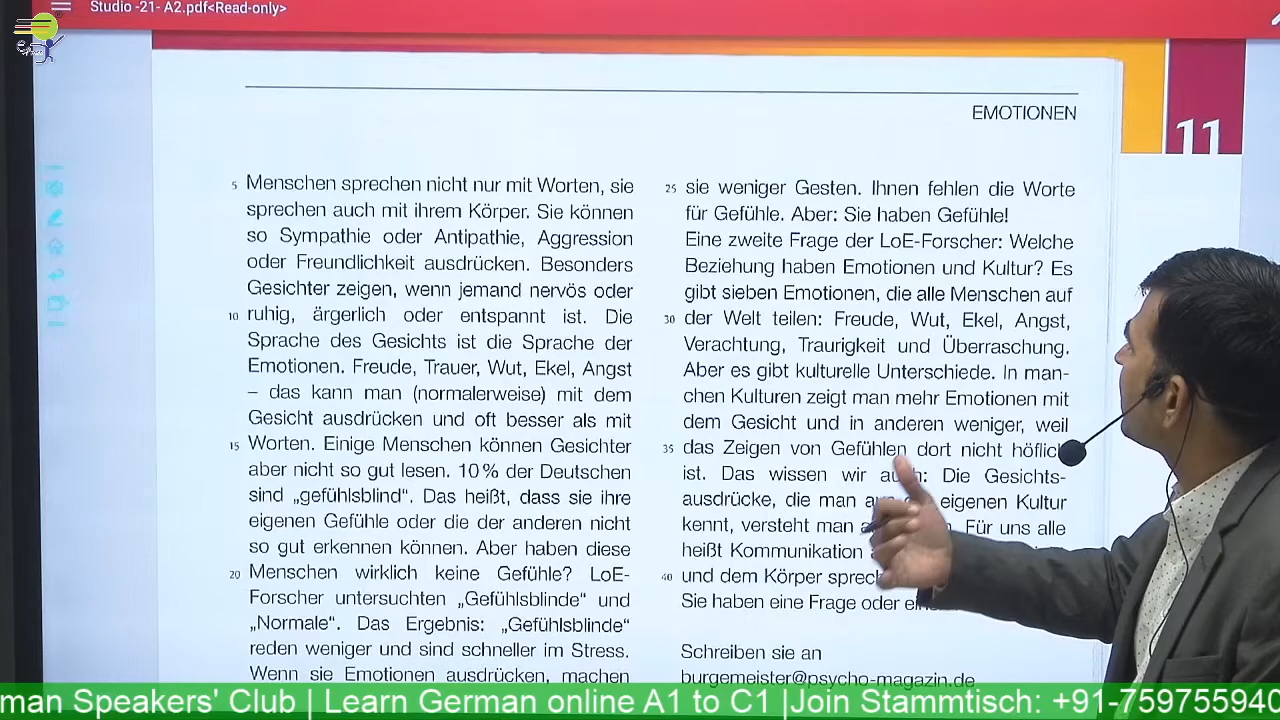 Studio -21- A2.pdf<Read-only>
11
EMOTIONEN
5 Menschen sprechen nicht nur mit Worten, sie
sprechen auch mit ihrem Körper. Sie können
so Sympathie oder Antipathie, Aggression
oder Freundlichkeit ausdrücken. Besonders
Gesichter zeigen, wenn jemand nervös oder
10 ruhig, ärgerlich oder entspannt ist. Die
Sprache des Gesichts ist die Sprache der
Emotionen. Freude, Trauer, Wut, Ekel, Angst
– das kann man (normalerweise) mit dem
Gesicht ausdrücken und oft besser als mit
15 Worten. Einige Menschen können Gesichter
aber nicht so gut lesen. 10 % der Deutschen
sind „gefühlsblind". Das heißt, dass sie ihre
eigenen Gefühle oder die der anderen nicht
so gut erkennen können. Aber haben diese
20 Menschen wirklich keine Gefühle? LoE-
Forscher untersuchten „Gefühlsblinde" und
„Normale". Das Ergebnis: „Gefühlsblinde"
reden weniger und sind schneller im Stress.
Wenn sie Emotionen ausdrücken, machen
25 sie weniger Gesten. Ihnen fehlen die Worte
für Gefühle. Aber: Sie haben Gefühle!
Eine zweite Frage der LoE-Forscher: Welche
Beziehung haben Emotionen und Kultur? Es
gibt sieben Emotionen, die alle Menschen auf
30 der Welt teilen: Freude, Wut, Ekel, Angst,
Verachtung, Traurigkeit und Überraschung.
Aber es gibt kulturelle Unterschiede. In man-
chen Kulturen zeigt man mehr Emotionen mit
dem Gesicht und in anderen weniger, weil
35 das Zeigen von Gefühlen dort nicht höflich
ist. Das wissen wir auch: Die Gesichts-
ausdrücke, die man eigenen Kultur
kennt, versteht man Für uns alle
heißt Kommunikation
40 und dem Körper
Sie haben eine Frage oder
Schreiben sie an
burgermeister@psycho-magazin.de
Speakers' Club | Learn German online A1 to C1 |Join Stammtisch: +91-759755940